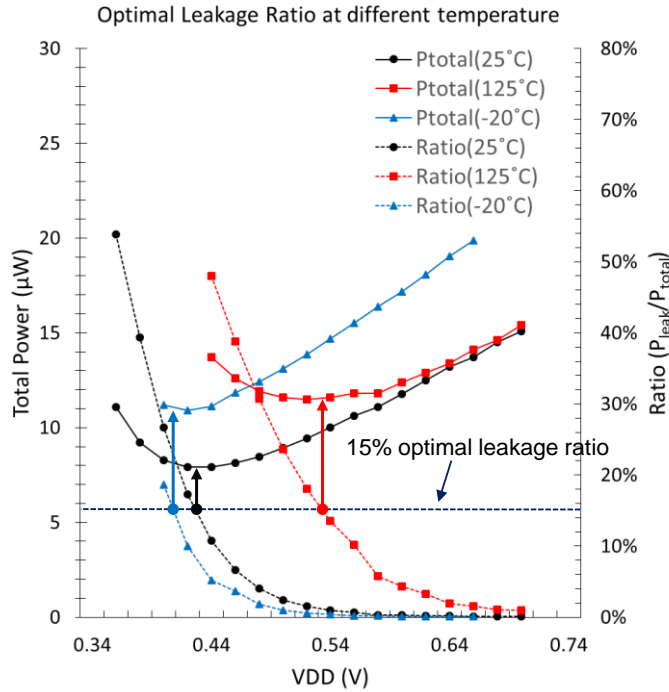 Optimal Leakage Ratio at different temperature
30
25
20
15
10
5
0
Total Power (µW)
80%
70%
60%
50%
40%
30%
20%
10%
0%
Ratio (Pleak/Ptotal)
Ptotal(25˚C)
Ptotal(125˚C)
Ptotal(-20˚C)
Ratio(25˚C)
Ratio(125˚C)
Ratio(-20˚C)
15% optimal leakage ratio
0.34 0.44 0.54 0.64 0.74
VDD (V)